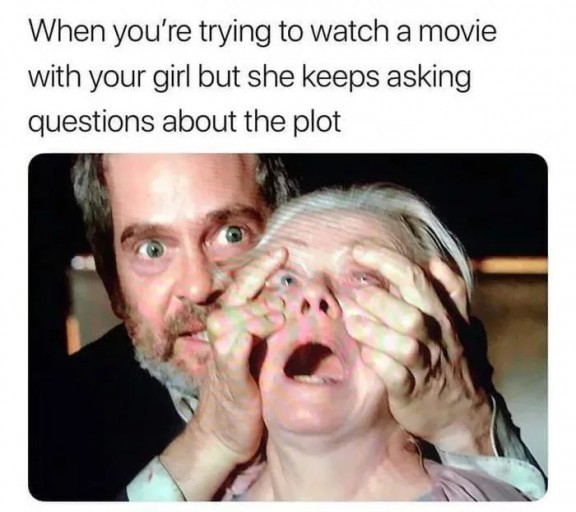 When you’re trying to watch a movie
with your girl but she keeps asking
questions about the plot